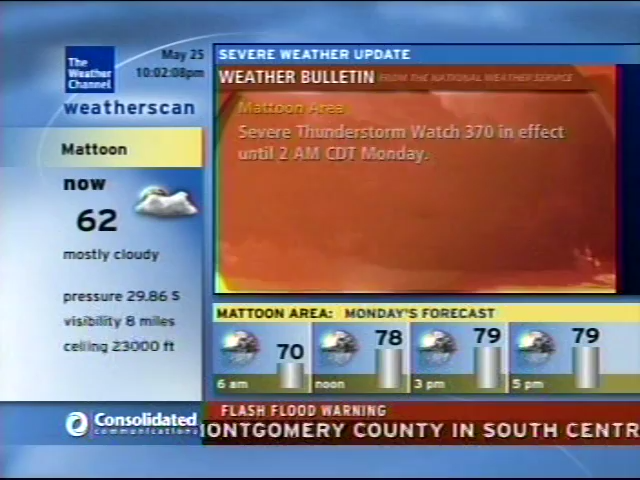 The
Weather
Channel
May 25
10:02:08pm
weatherscan
Mattoon
now
62
mostly cloudy
pressure 29.86 S
visibility 8 miles
ceiling 23000 ft
SEVERE WEATHER UPDATE
WEATHER BULLETIN FROM THE NATIONAL WEATHER SERVICE
Mattoon Area
Severe Thunderstorm Watch 370 in effect
until 2 AM CDT Monday.
MATTOON AREA: MONDAY'S FORECAST
70 78 79 79
6 am noon 3 pm 5 pm
Consolidated
communications
FLASH FLOOD WARNING
ONTGOMERY COUNTY IN SOUTH CENTR